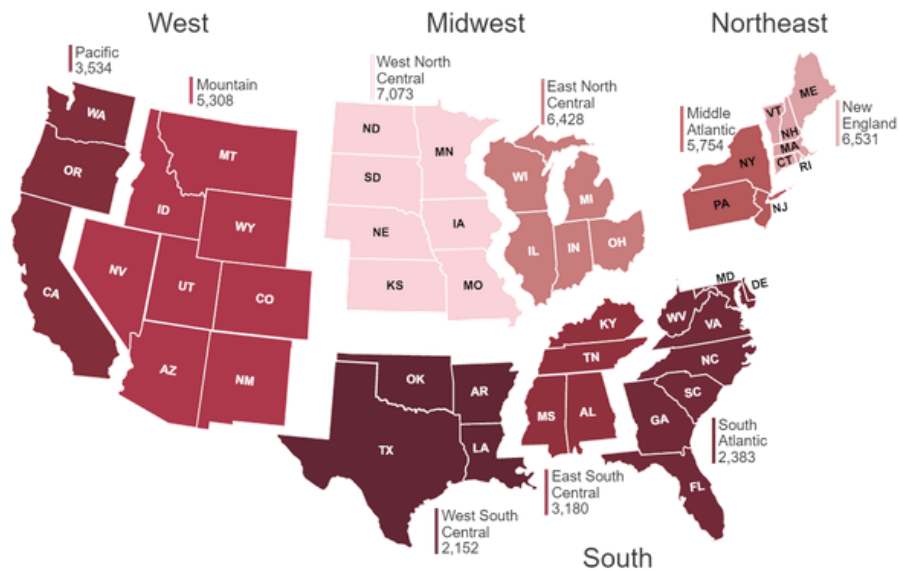 West
Midwest
Northeast
Pacific
3,534
Mountain
5,308
West North
Central
7,073
East North
Central
6,428
Middle
Atlantic
5,754
New
England
6,531
WA
OR
CA
MT
ID
WY
NV
UT
CO
AZ
NM
ND
MN
SD
NE
IA
KS
MO
WI
MI
IL
IN
OH
NY
PA
NJ
VT
ME
NH
MA
CT
RI
OK
AR
TX
LA
KY
TN
MS
AL
MD
DE
WV
VA
NC
SC
GA
FL
South
Atlantic
2,383
East South
Central
3,180
West South
Central
2,152
South